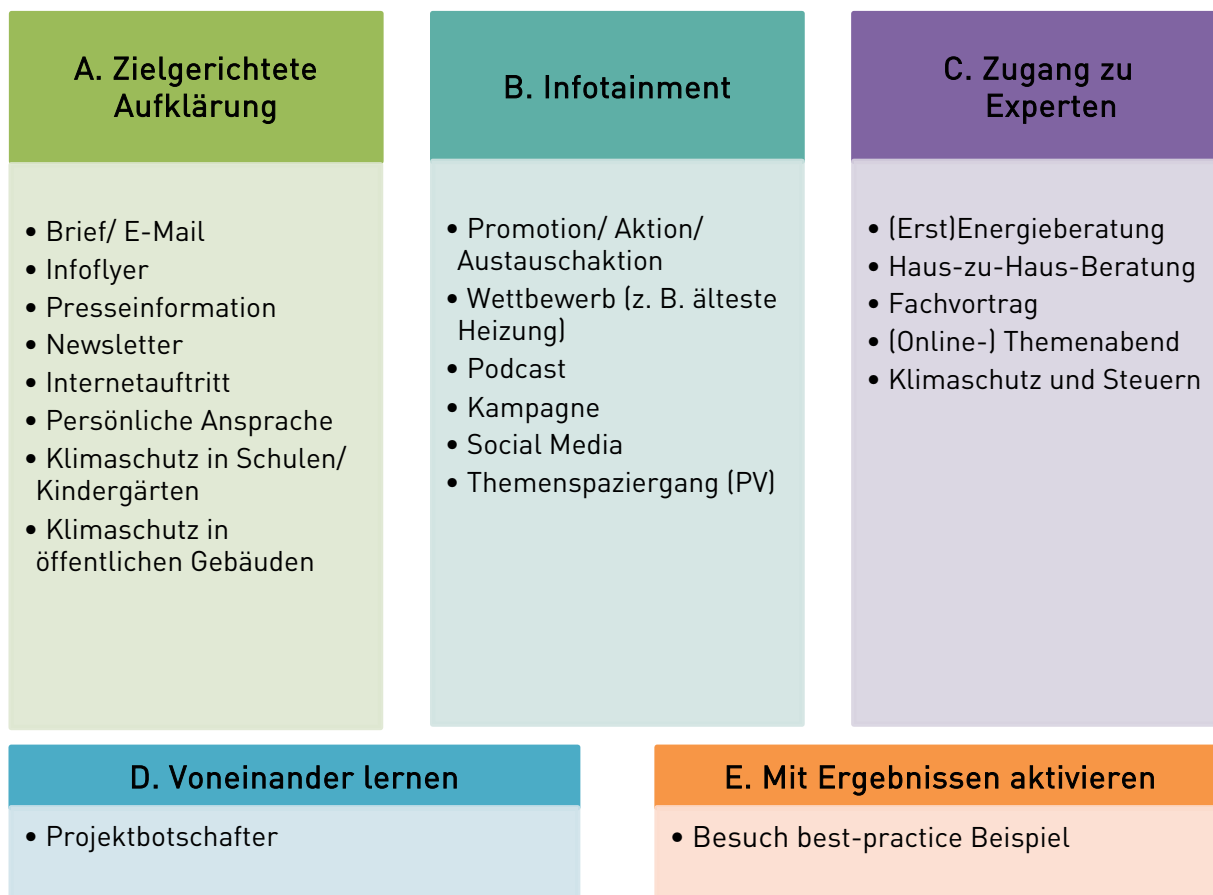 A. Zielgerichtete
Aufklärung
• Brief/ E-Mail
• Infoflyer
• Presseinformation
• Newsletter
• Internetauftritt
• Persönliche Ansprache
• Klimaschutz in Schulen/
Kindergärten
• Klimaschutz in
öffentlichen Gebäuden
B. Infotainment
• Promotion/ Aktion/
Austauschaktion
• Wettbewerb (z. B. älteste
Heizung)
• Podcast
• Kampagne
• Social Media
• Themenspaziergang (PV)
C. Zugang zu
Experten
• (Erst)Energieberatung
• Haus-zu-Haus-Beratung
• Fachvortrag
• (Online-) Themenabend
• Klimaschutz und Steuern
D. Voneinander lernen
• Projektbotschafter
E. Mit Ergebnissen aktivieren
• Besuch best-practice Beispiel